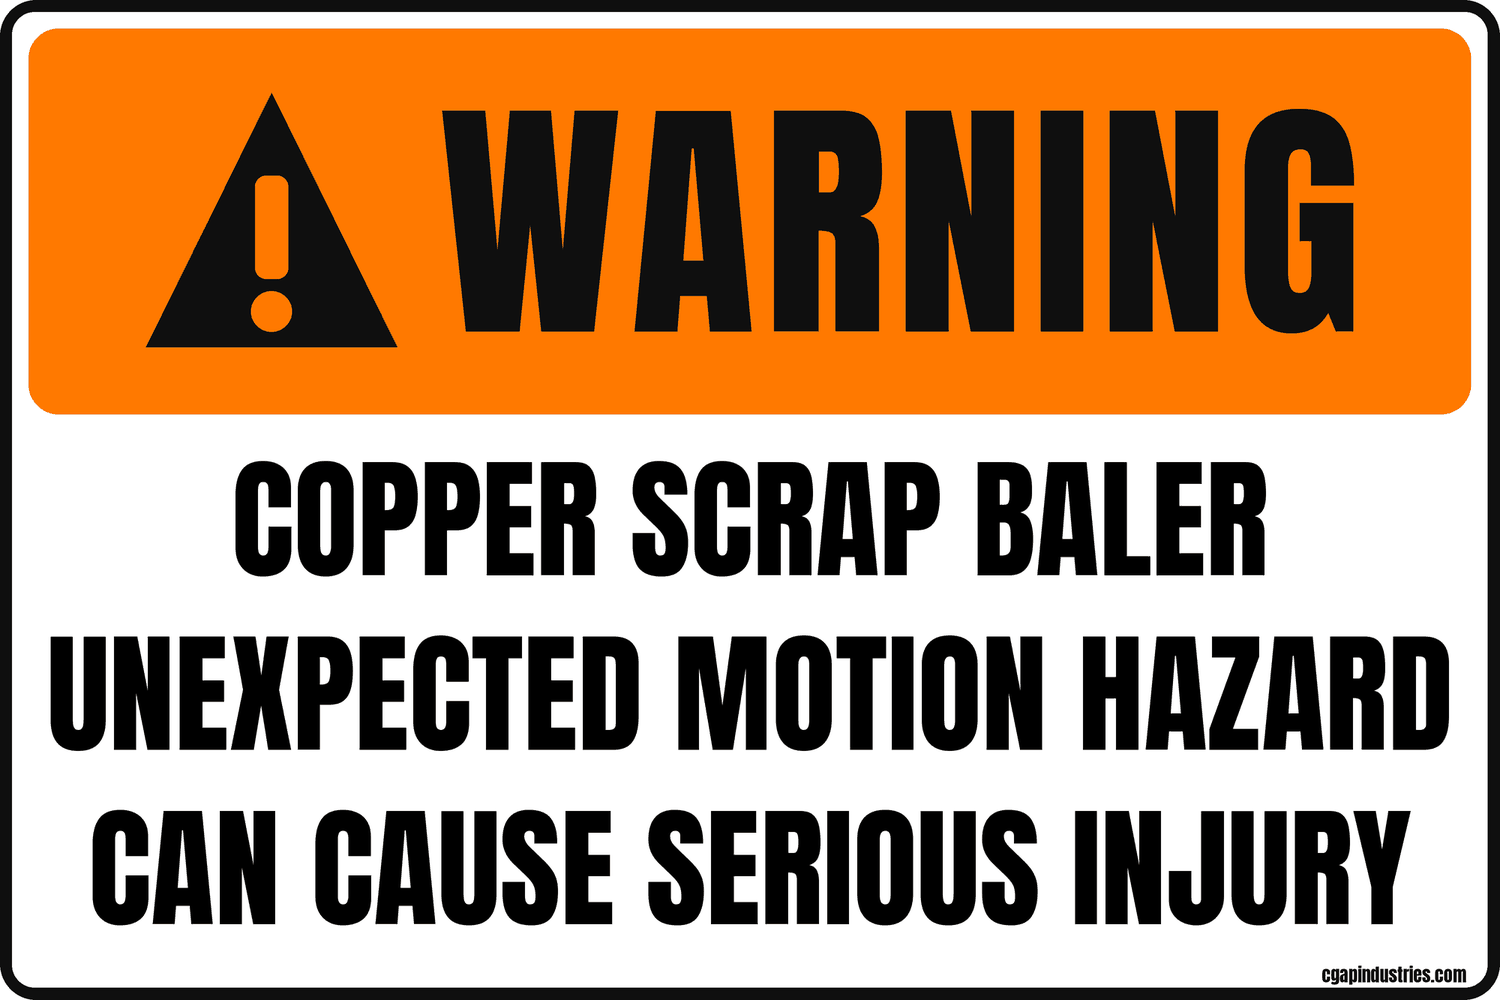 WARNING
COPPER SCRAP BALER
UNEXPECTED MOTION HAZARD
CAN CAUSE SERIOUS INJURY
cgapindustries.com